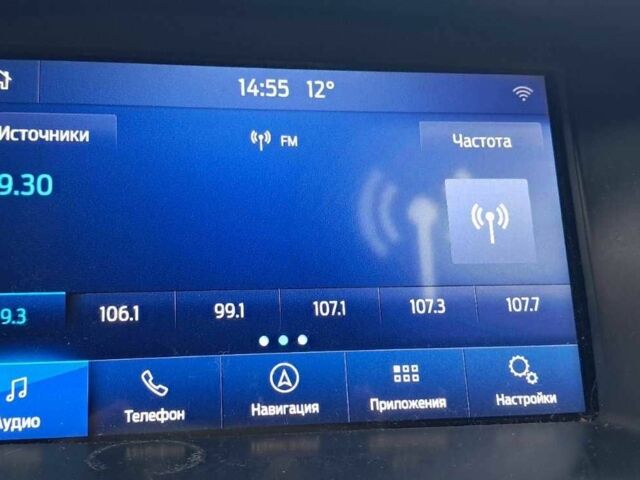 14:55 12°
Источники
FM
Частота
9.30
9.3 106.1 99.1 107.1 107.3 107.7
Аудио Телефон Навигация Приложения Настройки